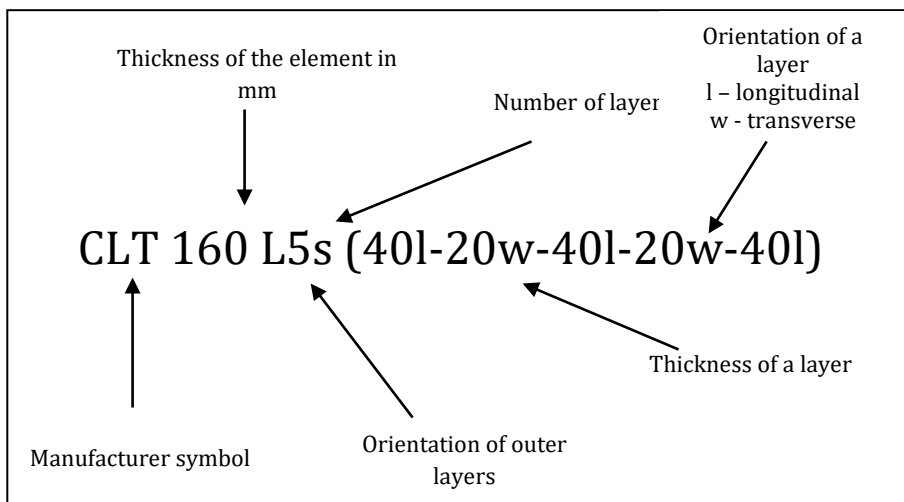 Thickness of the element in
mm
Number of layer
Orientation of a
layer
l – longitudinal
w - transverse
CLT 160 L5s (40l-20w-40l-20w-40l)
Thickness of a layer
Manufacturer symbol
Orientation of outer
layers